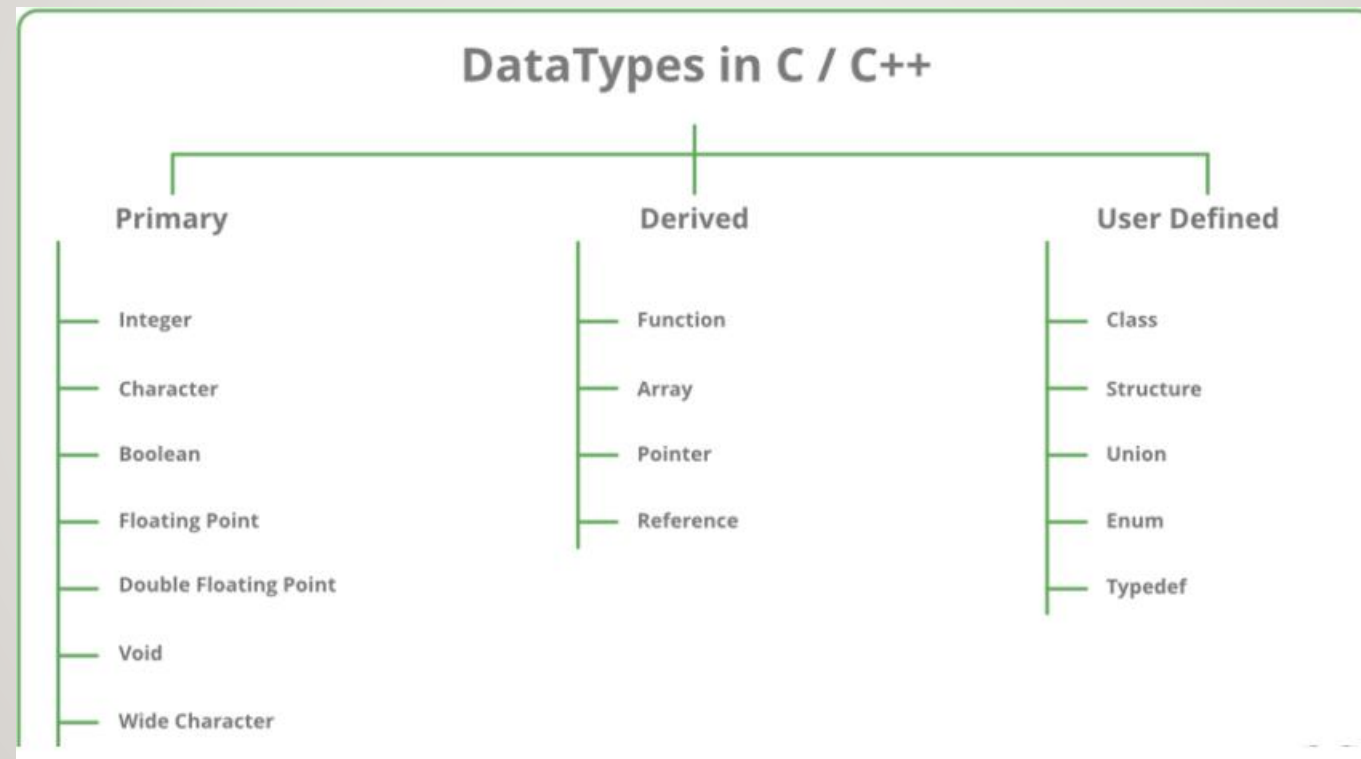 DataTypes in C / C++
Primary
Integer
Character
Boolean
Floating Point
Double Floating Point
Void
Wide Character
Derived
Function
Array
Pointer
Reference
User Defined
Class
Structure
Union
Enum
Typedef